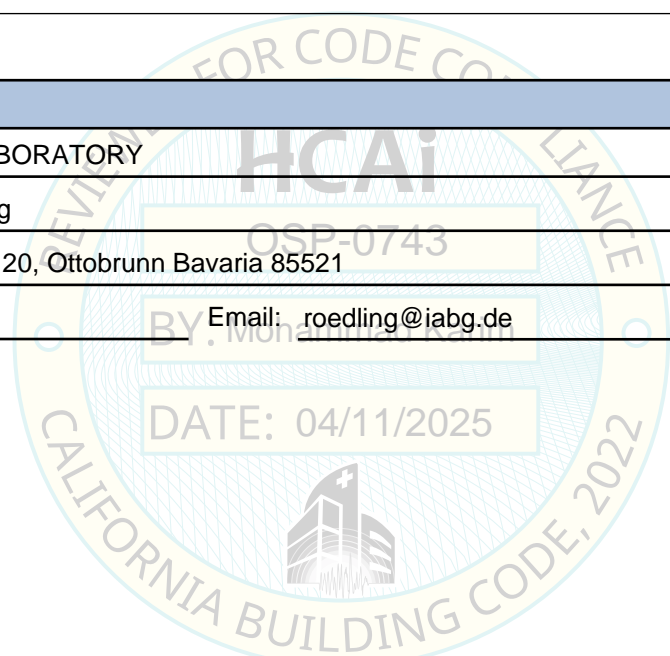 REVIEWED FOR CODE COMPLIANCE
HCAi
BORATORY
g
OSP-0743
20, Ottobrunn Bavaria 85521
Email: roedling@iabg.de
BY: Mohammad Karim
DATE: 04/11/2025
CALIFORNIA BUILDING CODE, 2022